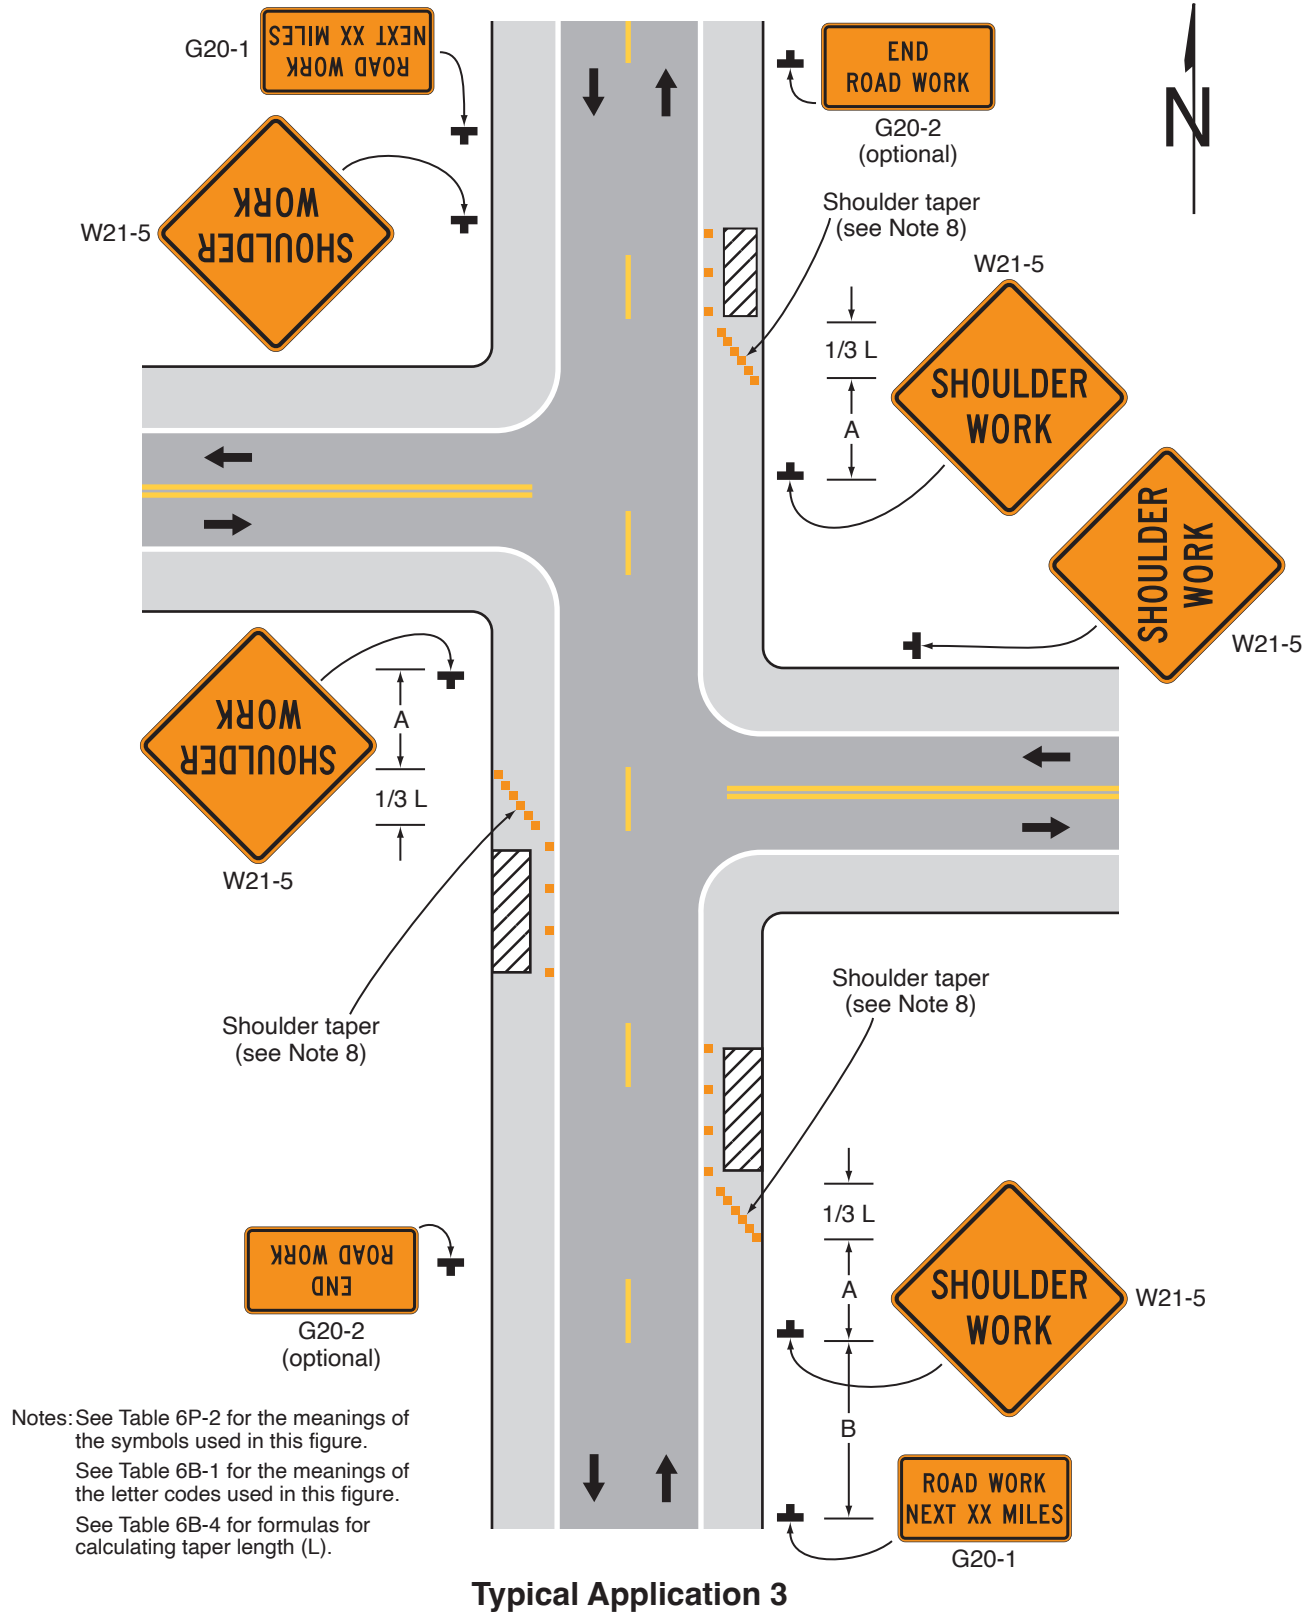 G20-1
ROAD WORK
NEXT XX MILES
END
ROAD WORK
G20-2
(optional)
N
W21-5
SHOULDER
WORK
Shoulder taper
(see Note 8)
W21-5
1/3 L
A
SHOULDER
WORK
SHOULDER
WORK
W21-5
SHOULDER
WORK
W21-5
A
1/3 L
Shoulder taper
(see Note 8)
Shoulder taper
(see Note 8)
1/3 L
A
B
SHOULDER
WORK
W21-5
END
ROAD WORK
G20-2
(optional)
ROAD WORK
NEXT XX MILES
G20-1
Notes: See Table 6P-2 for the meanings of
the symbols used in this figure.
See Table 6B-1 for the meanings of
the letter codes used in this figure.
See Table 6B-4 for formulas for
calculating taper length (L).
Typical Application 3